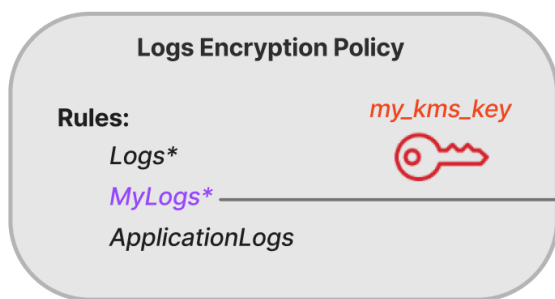 Logs Encryption Policy
Rules:
my_kms_key
Logs*
MyLogs*
ApplicationLogs